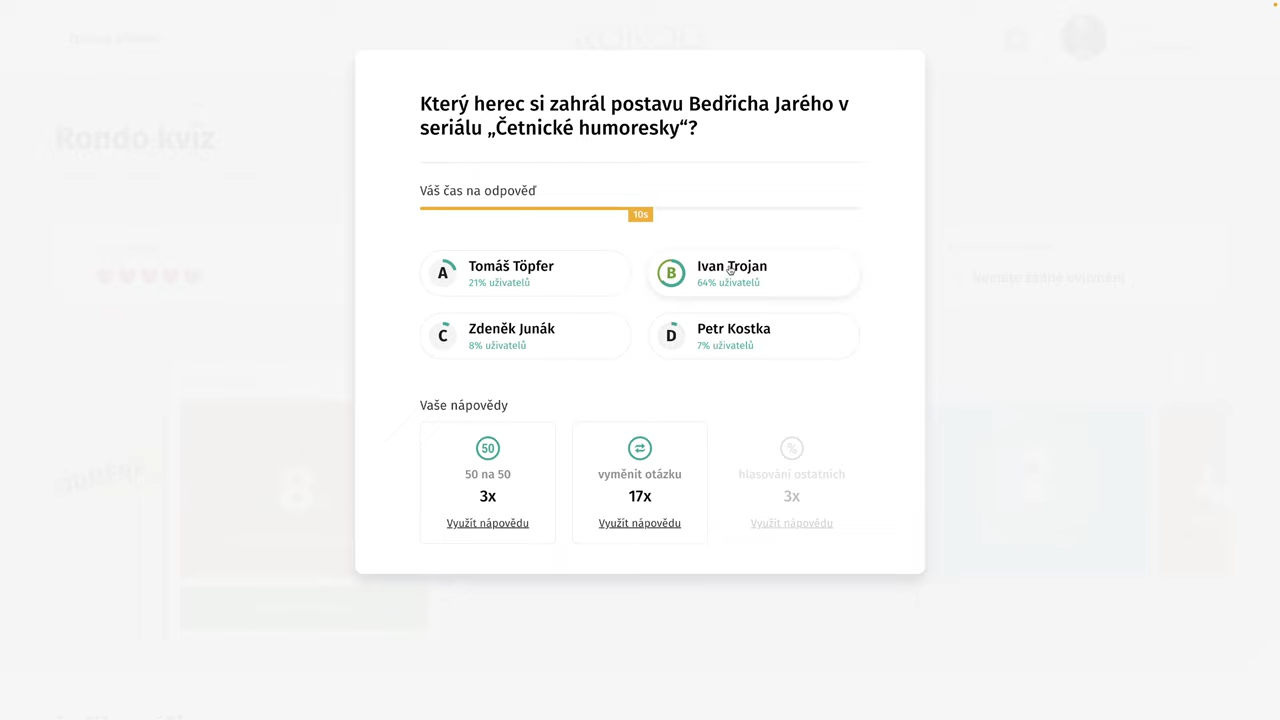 Rondo kvíz
Který herec si zahrál postavu Bedřicha Jarého v
seriálu „Četnické humoresky“?
Váš čas na odpověď
10s
A
Tomáš Töpfer
21% uživatelů
B
Ivan Trojan
64% uživatelů
C
Zdeněk Junák
8% uživatelů
D
Petr Kostka
7% uživatelů
Vaše nápovědy
50
50 na 50
3x
Využít nápovědu
vyměnit otázku
17x
Využít nápovědu
%
hlasování ostatních
3x
Využít nápovědu